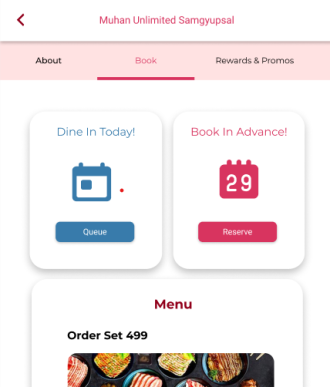 Muhan Unlimited Samgyupsal
About
Book
Rewards & Promos
Dine In Today!
Book In Advance!
29
Queue
Reserve
Menu
Order Set 499